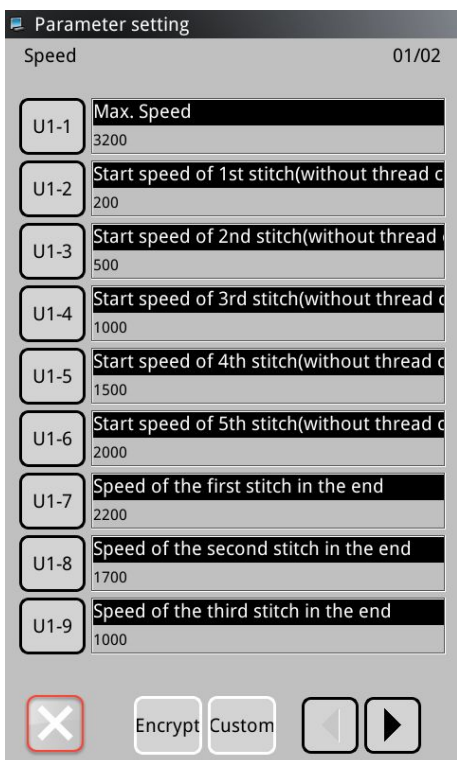 Parameter setting
Speed 01/02
U1-1 Max. Speed
3200
U1-2 Start speed of 1st stitch(without thread c
200
U1-3 Start speed of 2nd stitch(without thread
500
U1-4 Start speed of 3rd stitch(without thread c
1000
U1-5 Start speed of 4th stitch(without thread c
1500
U1-6 Start speed of 5th stitch(without thread c
2000
U1-7 Speed of the first stitch in the end
2200
U1-8 Speed of the second stitch in the end
1700
U1-9 Speed of the third stitch in the end
1000
Encrypt Custom